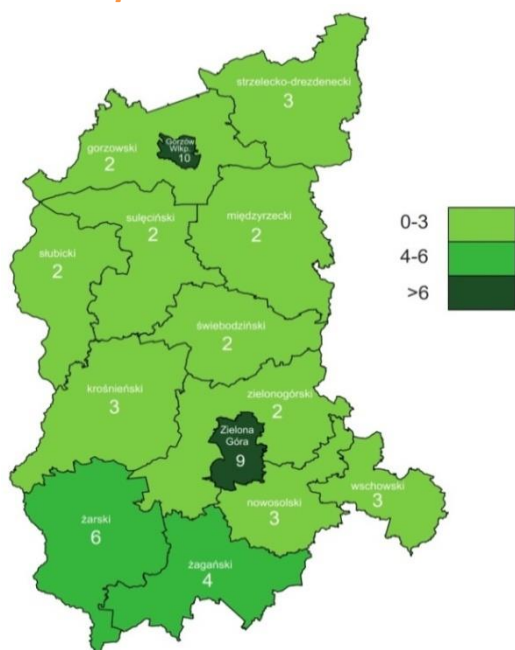 strzelecko-drezdenecki
3
gorzowski
2
Gorzów
Wlkp.
10
sulęciński
2
międzyrzecki
2
słubicki
2
świebodziński
2
krośnieński
3
zielonogórski
2
Zielona
Góra
9
nowosolski
3
wschowski
3
żarski
6
żagański
4
0-3
4-6
>6